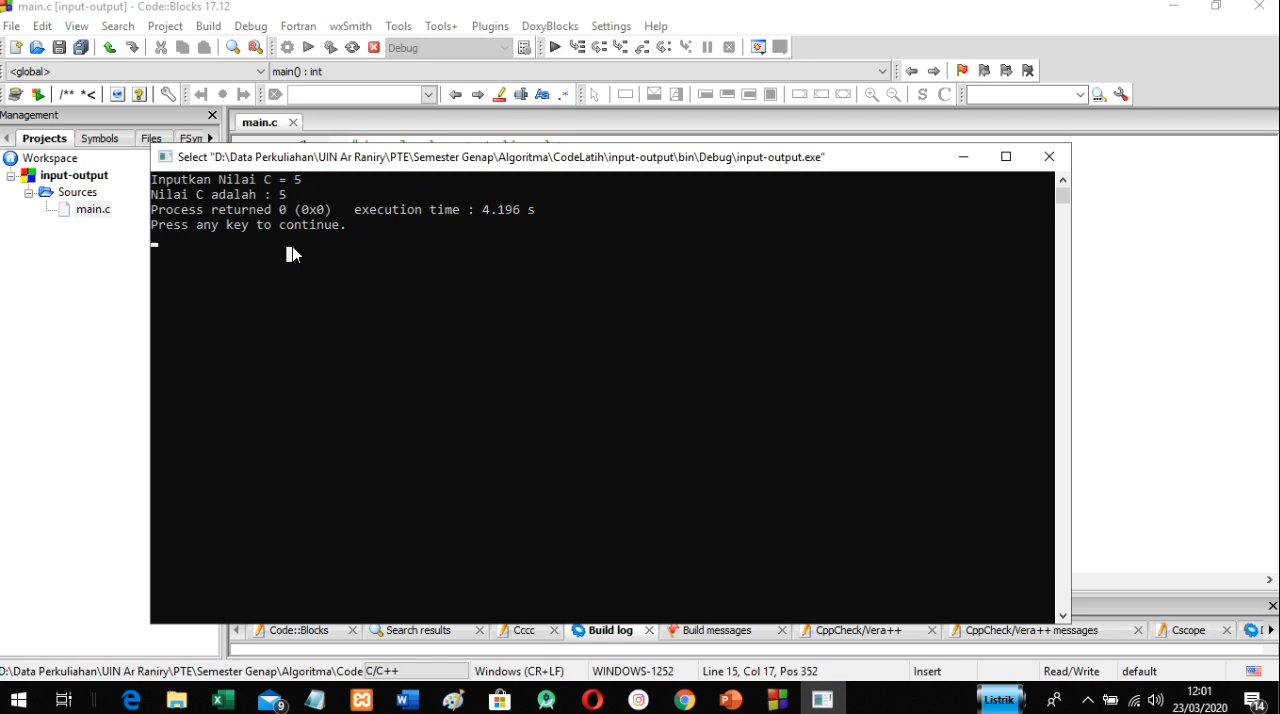 main.c [input-output] - Code::Blocks 17.12
File Edit View Search Project Build Debug Fortran wxSmith Tools Tools+ Plugins DoxyBlocks Settings Help
Debug
<global> main() : int
/** *<
S C
Management
Projects Symbols Files FSyn
main.c
Workspace
input-output
Sources
main.c
Select "D:\Data Perkuliahan\UIN Ar Raniry\PTE\Semester Genap\Algoritma\CodeLatih\input-output\bin\Debug\input-output.exe"
Inputkan Nilai C = 5
Nilai C adalah : 5
Process returned 0 (0x0) execution time : 4.196 s
Press any key to continue.
Code::Blocks Search results Cccc Build log Build messages CppCheck/Vera++ CppCheck/Vera++ messages Cscope
D:\Data Perkuliahan\UIN Ar Raniry\PTE\Semester Genap\Algoritma\Code C/C++ Windows (CR+LF) WINDOWS-1252 Line 15, Col 17, Pos 352 Insert Read/Write default
9
Listrik
12:01
23/03/2020
14